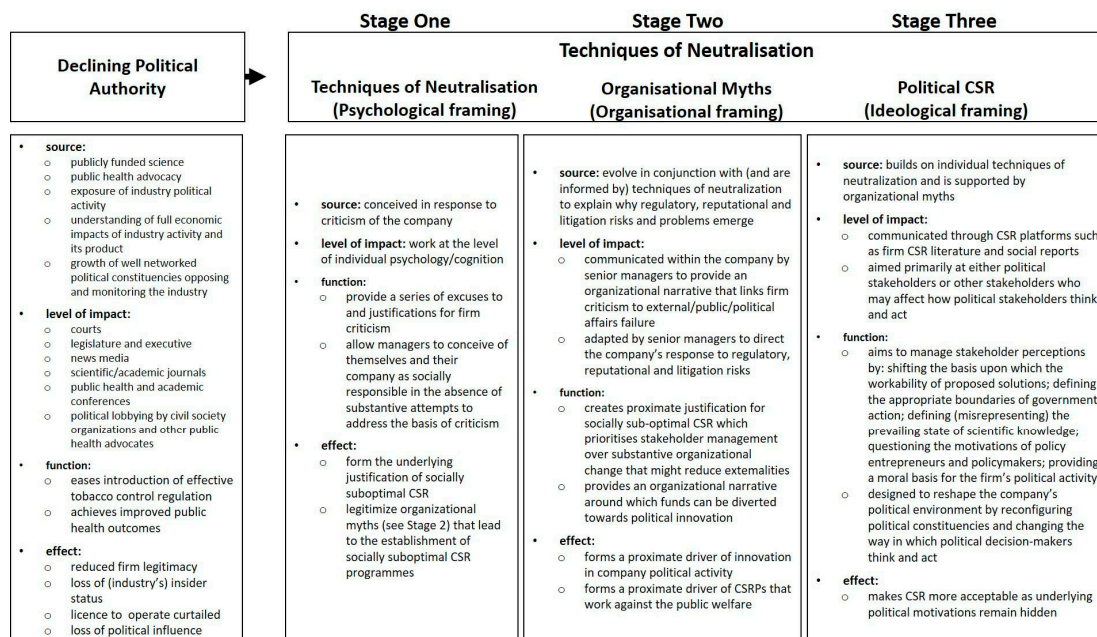 Stage One
Stage Two
Stage Three
Declining Political
Authority
Techniques of Neutralisation
Techniques of Neutralisation
(Psychological framing)
Organisational Myths
(Organisational framing)
Political CSR
(Ideological framing)
• source:
o publicly funded science
o public health advocacy
o exposure of industry political
activity
o understanding of full economic
impacts of industry activity and
its product
o growth of well networked
political constituencies opposing
and monitoring the industry
• level of impact:
o courts
o legislature and executive
o news media
o scientific/academic journals
o public health and academic
conferences
o political lobbying by civil society
organizations and other public
health advocates
• function:
o eases introduction of effective
tobacco control regulation
o achieves improved public
health outcomes
• effect:
o reduced firm legitimacy
o loss of (industry's) insider
status
o licence to operate curtailed
o loss of political influence
• source: conceived in response to
criticism of the company
• level of impact: work at the level
of individual psychology/cognition
• function:
o provide a series of excuses to
and justifications for firm
criticism
o allow managers to conceive of
themselves and their
company as socially
responsible in the absence of
substantive attempts to
address the basis of criticism
• effect:
o form the underlying
justification of socially
suboptimal CSR
o legitimize organizational
myths (see Stage 2) that lead
to the establishment of
socially suboptimal CSR
programmes
• source: evolve in conjunction with (and are
informed by) techniques of neutralization
to explain why regulatory, reputational and
litigation risks and problems emerge
• level of impact:
o communicated within the company by
senior managers to provide an
organizational narrative that links firm
criticism to external/public/political
affairs failure
o adapted by senior managers to direct
the company's response to regulatory,
reputational and litigation risks
• function:
o creates proximate justification for
socially sub-optimal CSR which
prioritises stakeholder management
over substantive organizational
change that might reduce externalities
o provides an organizational narrative
around which funds can be diverted
towards political innovation
• effect:
o forms a proximate driver of innovation
in company political activity
o forms a proximate driver of CSRPs that
work against the public welfare
• source: builds on individual techniques of
neutralization and is supported by
organizational myths
• level of impact:
o communicated through CSR platforms such
as firm CSR literature and social reports
o aimed primarily at either political
stakeholders or other stakeholders who
may affect how political stakeholders think
and act
• function:
o aims to manage stakeholder perceptions
by: shifting the basis upon which the
workability of proposed solutions; defining
the appropriate boundaries of government
action; defining (misrepresenting) the
prevailing state of scientific knowledge;
questioning the motivations of policy
entrepreneurs and policymakers; providing
a moral basis for the firm's political activity
o designed to reshape the company's
political environment by reconfiguring
political constituencies and changing the
way in which political decision-makers
think and act
• effect:
o makes CSR more acceptable as underlying
political motivations remain hidden